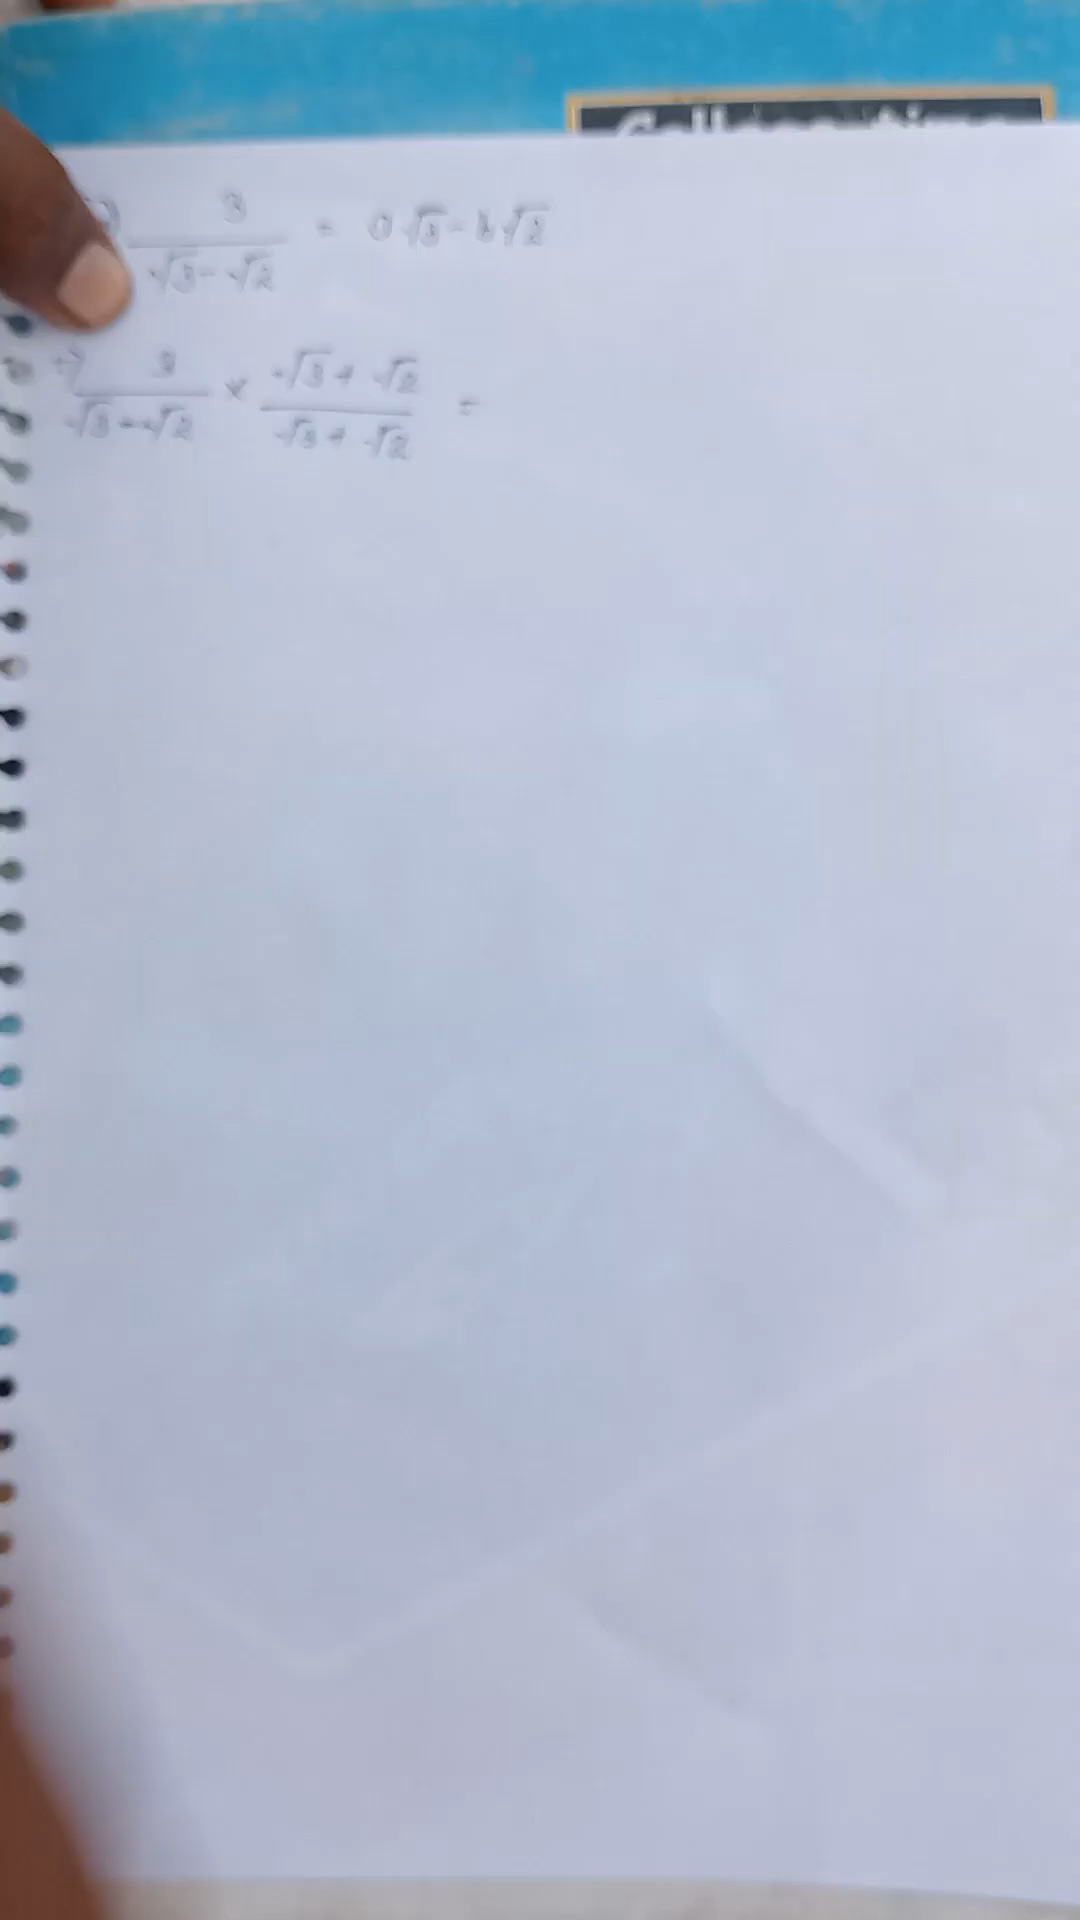 3/(√3-√2) = a√3-b√2
=) 3/(√3-√2) × (√3+√2)/(√3+√2) =